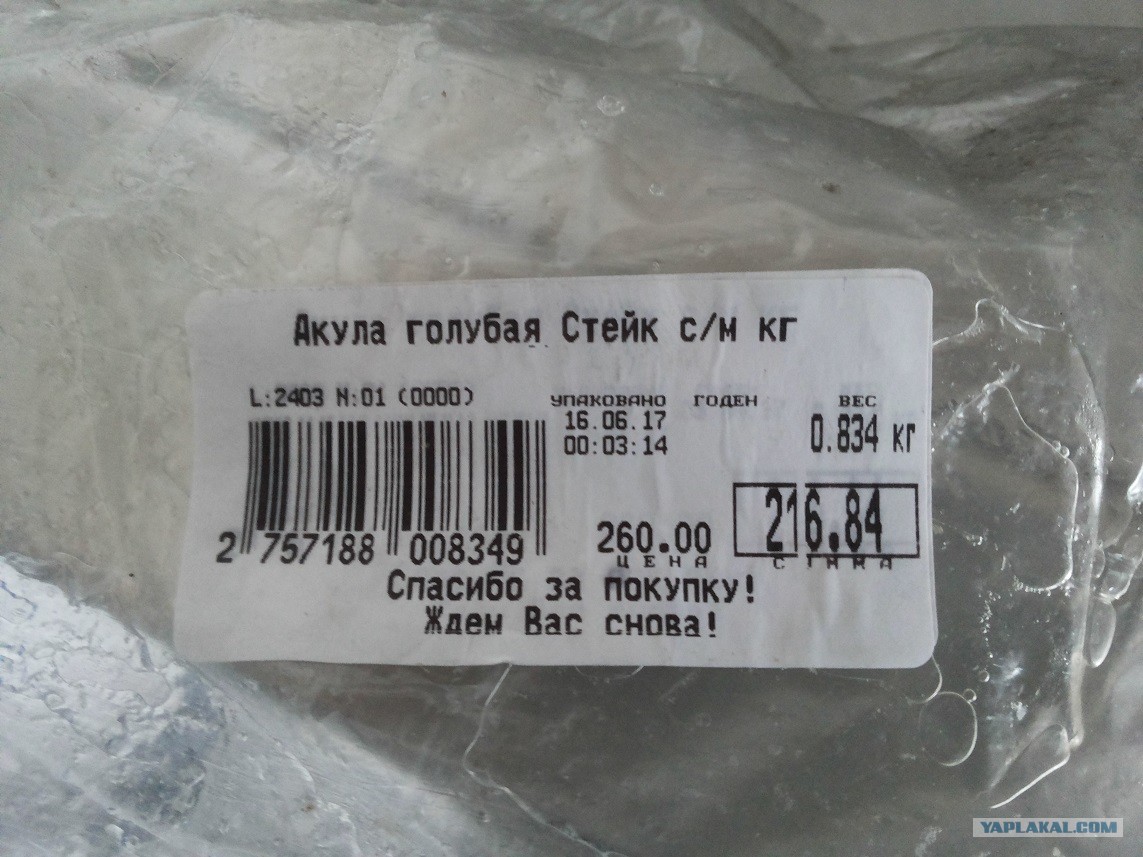 Акула голубая Стейк с/м кг
L:2403 N:01 (0000)
УПАКОВАНО ГОДЕН ВЕС
16.06.17
00:03:14
0.834 кг
2 757188 008349
260.00
216.84
ЦЕНА
СУММА
Спасибо за покупку!
Ждем Вас снова!
YAPLAKAL.COM